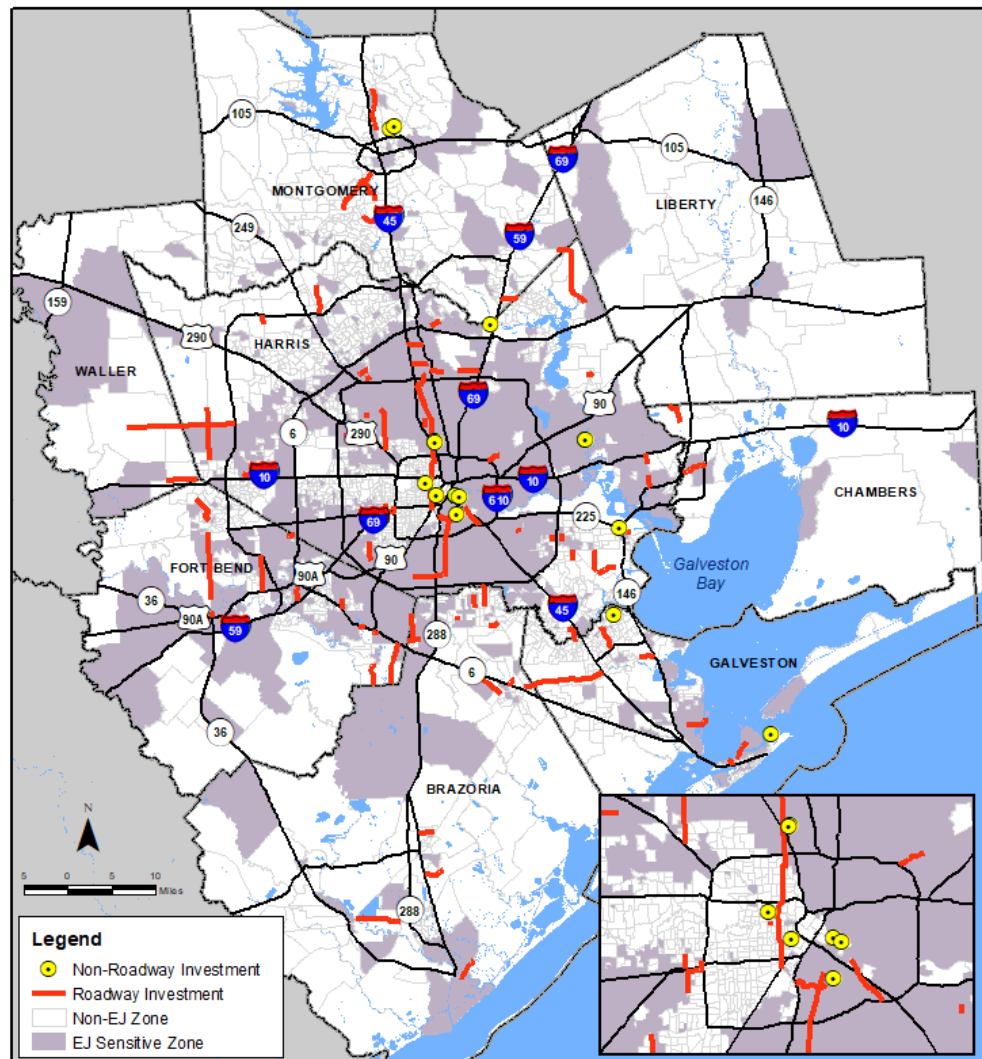 105
69
105
MONTGOMERY
LIBERTY
146
45
249
59
159
290
HARRIS
WALLER
69
90
10
6
290
10
10
CHAMBERS
610
225
69
90
Galveston
Bay
FORT BEND
90A
36
90A
146
59
45
288
GALVESTON
6
36
BRAZORIA
N
5 0 5 10
Miles
288
Legend
Non-Roadway Investment
Roadway Investment
Non-EJ Zone
EJ Sensitive Zone